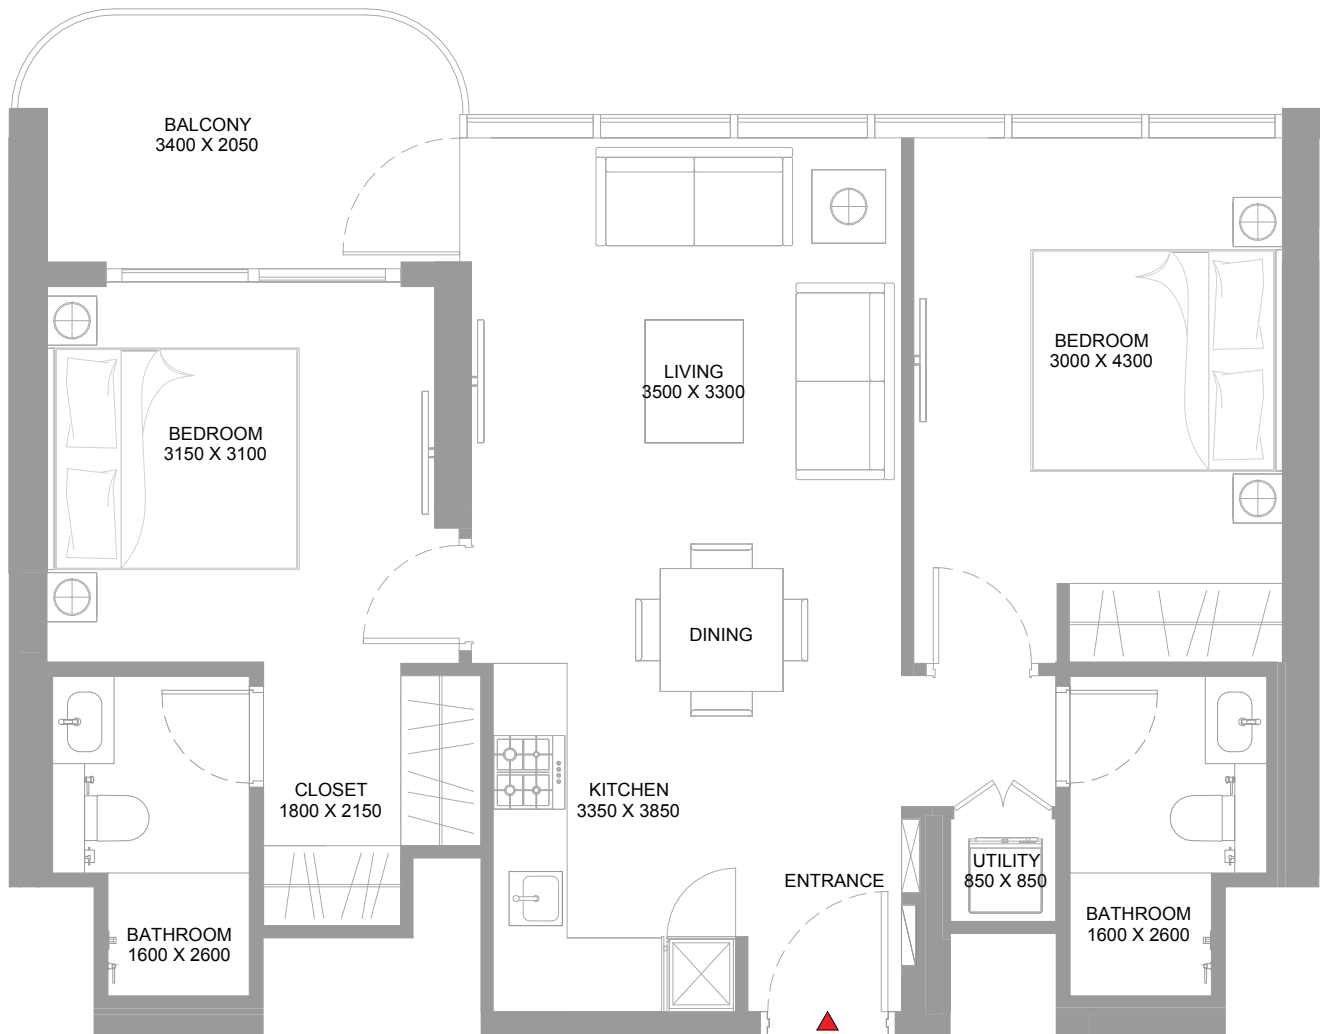 BALCONY
3400 X 2050
BEDROOM
3000 X 4300
LIVING
3500 X 3300
BEDROOM
3150 X 3100
DINING
CLOSET
1800 X 2150
KITCHEN
3350 X 3850
ENTRANCE
UTILITY
850 X 850
BATHROOM
1600 X 2600
BATHROOM
1600 X 2600